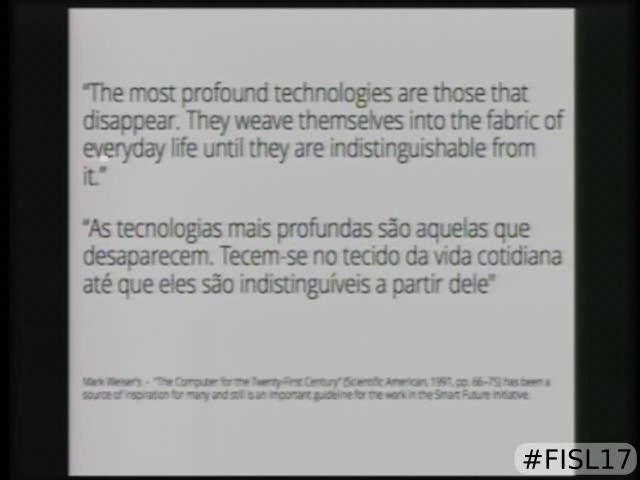 “The most profound technologies are those that
disappear. They weave themselves into the fabric of
everyday life until they are indistinguishable from
it.”
“As tecnologias mais profundas são aquelas que
desaparecem. Tecem-se no tecido da vida cotidiana
até que eles são indistinguíveis a partir dele”
Mark Weiser's - "The Computer for the Twenty-First Century" (Scientific American, 1991, pp. 66–75) has been a
source of inspiration for many and still is an important guideline for the work in the Smart Future Initiative.
#FISL17